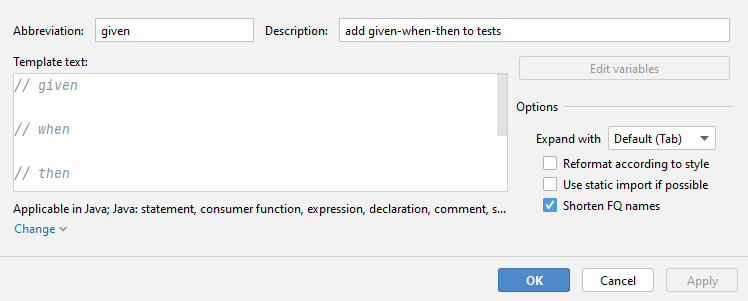 Abbreviation: given Description: add given-when-then to tests
Template text: Edit variables
// given
Options
// when
Expand with Default (Tab)
Reformat according to style
// then
Use static import if possible
Applicable in Java; Java: statement, consumer function, expression, declaration, comment, s... Shorten FQ names
Change
OK Cancel Apply